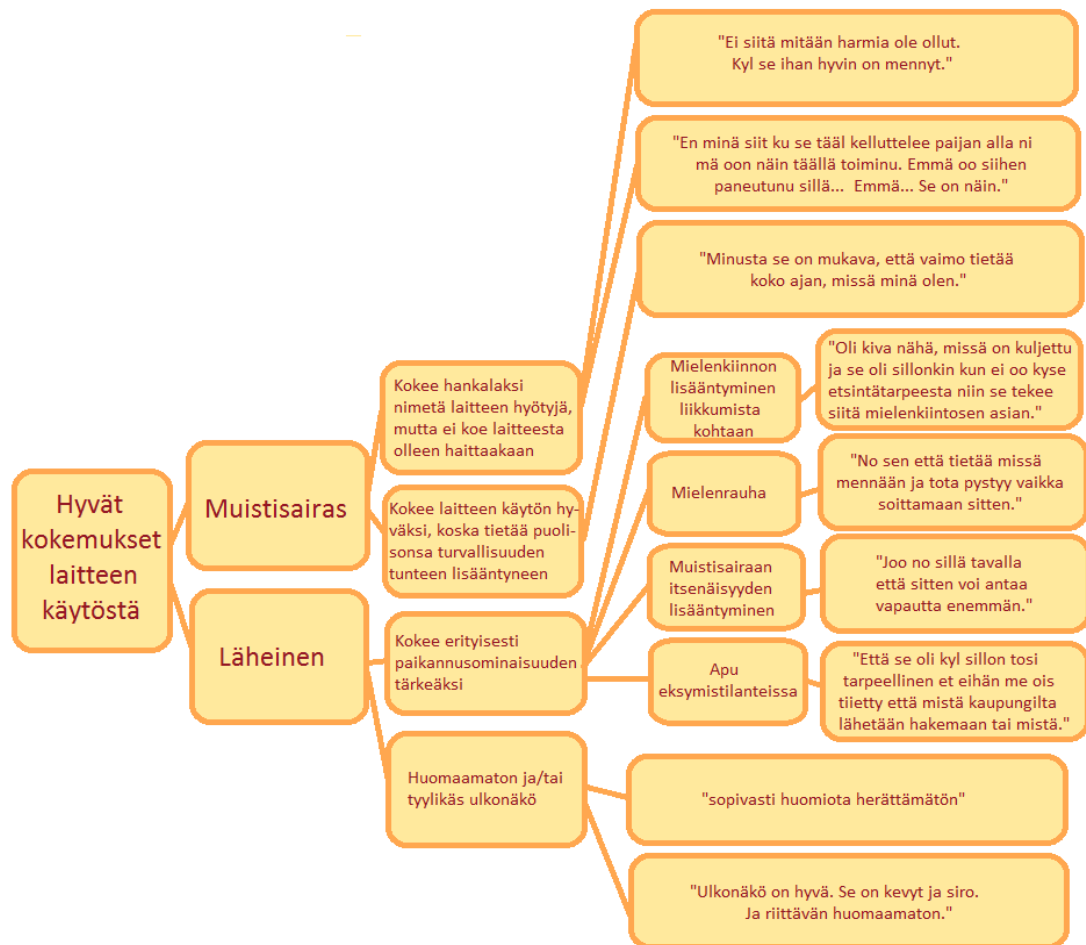 Hyvät
kokemukset
laitteen
käytöstä
Muistisairas
Kokee hankalaksi
nimetä laitteen hyötyjä,
mutta ei koe laitteesta
olleen haittaakaan
"Ei siitä mitään harmia ole ollut.
Kyl se ihan hyvin on mennyt."
"En minä siit ku se tääl kelluttelee paijan alla ni
mä oon näin täällä toiminu. Emmä oo siihen
paneutunu sillä... Emmä... Se on näin."
Kokee laitteen käytön hy-
väksi, koska tietää puoli-
sonsa turvallisuuden
tunteen lisääntyneen
"Minusta se on mukava, että vaimo tietää
koko ajan, missä minä olen."
Läheinen
Kokee erityisesti
paikannusominaisuuden
tärkeäksi
Mielenkiinnon
lisääntyminen
liikkumista
kohtaan
"Oli kiva nähä, missä on kuljettu
ja se oli sillonkin kun ei oo kyse
etsintätarpeesta niin se tekee
siitä mielenkiintosen asian."
Mielenrauha
"No sen että tietää missä
mennään ja tota pystyy vaikka
soittamaan sitten."
Muistisairaan
itsenäisyyden
lisääntyminen
"Joo no sillä tavalla
että sitten voi antaa
vapautta enemmän."
Apu
eksymistilanteissa
"Että se oli kyl sillon tosi
tarpeellinen et eihän me ois
tiietty että mistä kaupungilta
lähetään hakemaan tai mistä."
Huomaamaton ja/tai
tyylikäs ulkonäkö
"sopivasti huomiota herättämätön"
"Ulkonäkö on hyvä. Se on kevyt ja siro.
Ja riittävän huomaamaton."